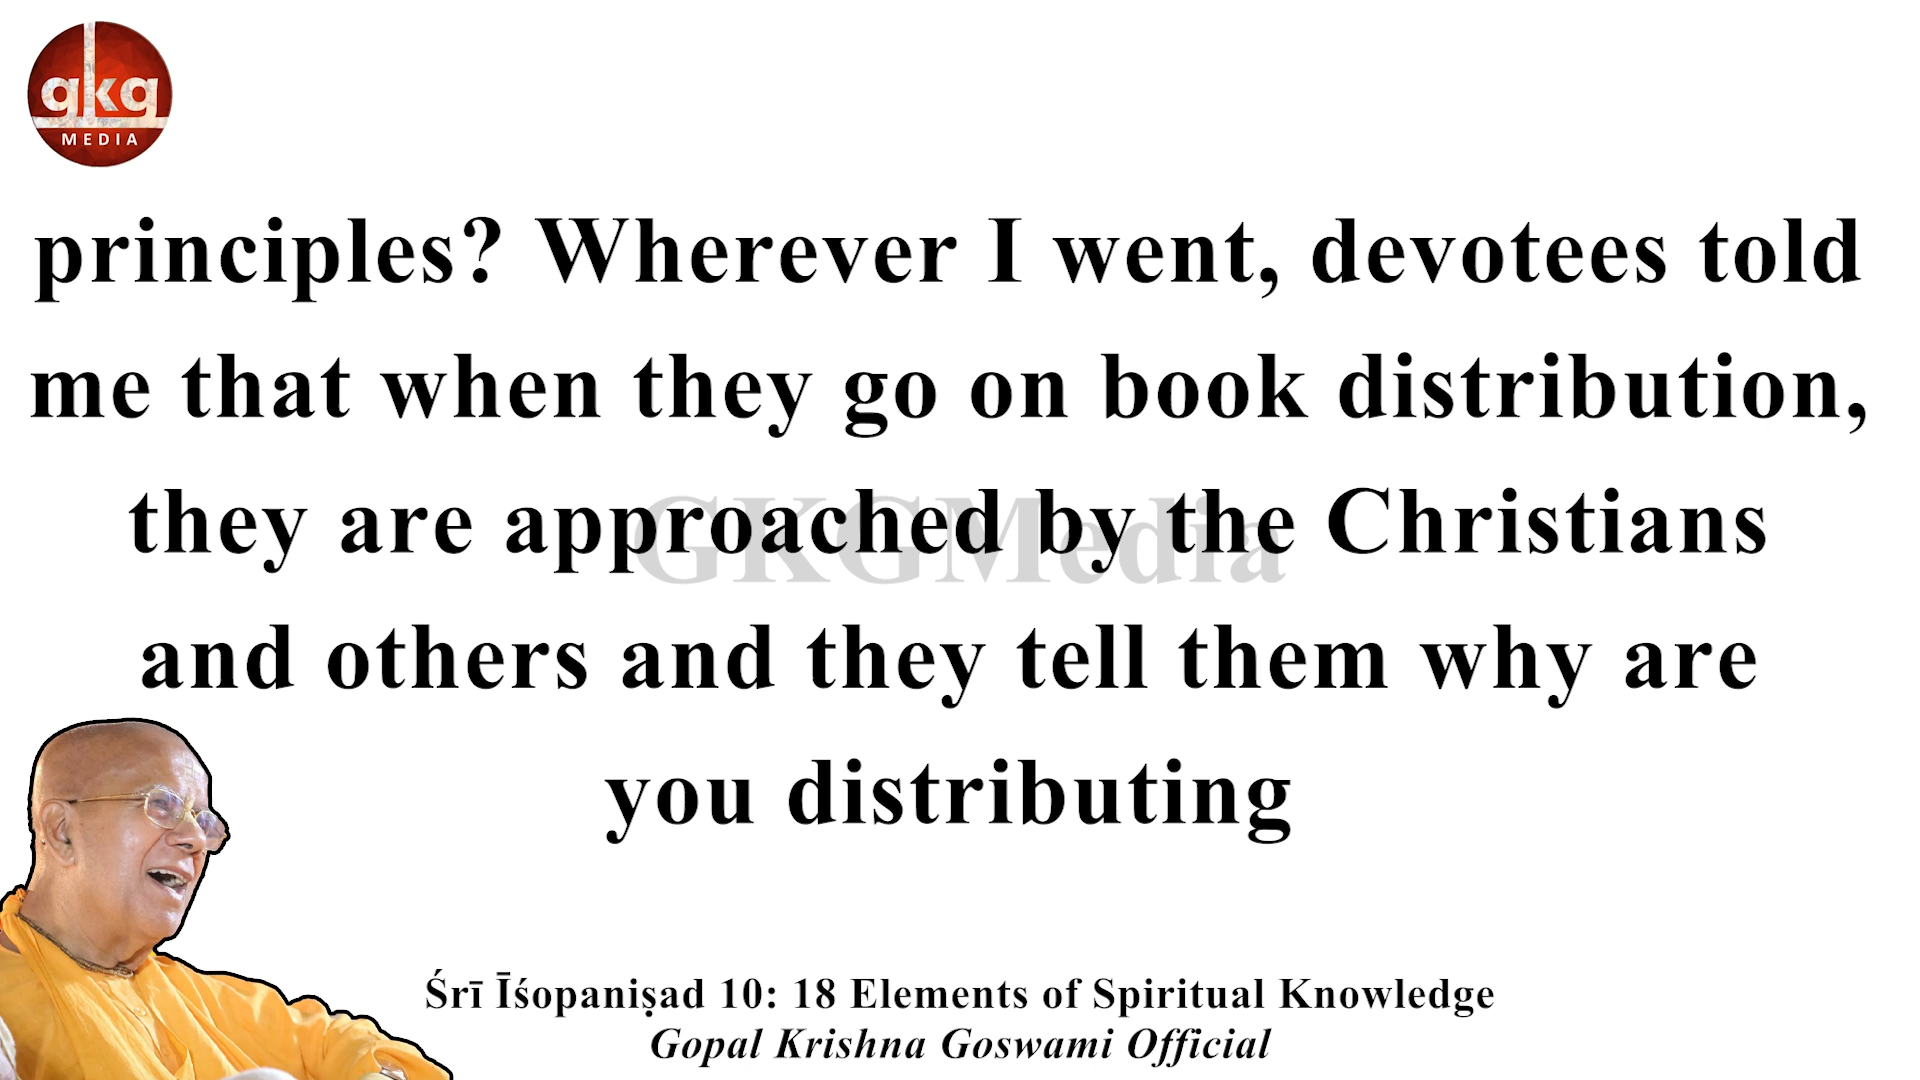 gkg
MEDIA
principles? Wherever I went, devotees told
me that when they go on book distribution,
they are approached by the Christians
GKGMedia
and others and they tell them why are
you distributing
Śrī Īśopaniṣad 10: 18 Elements of Spiritual Knowledge
Gopal Krishna Goswami Official